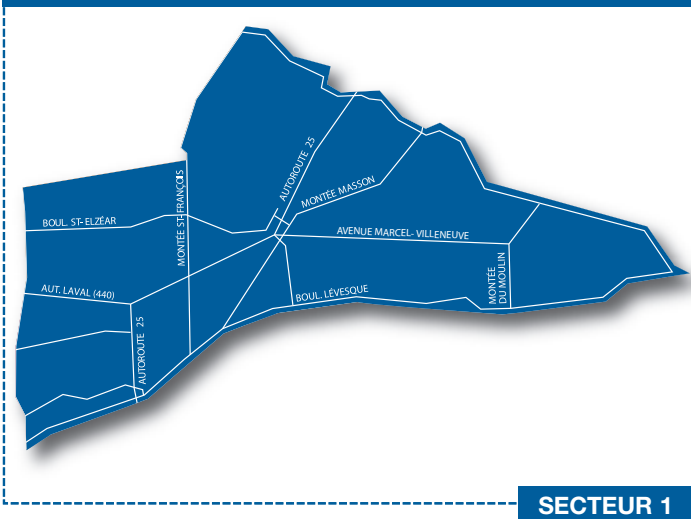 AUTOROUTE 25
MONTÉE MASSON
MONTÉE ST-FRANÇOIS
BOUL. ST-ELZÉAR
AVENUE MARCEL-VILLENEUVE
MONTÉE
DU MOULIN
AUT. LAVAL (440)
BOUL. LÉVESQUE
AUTOROUTE 25
SECTEUR 1